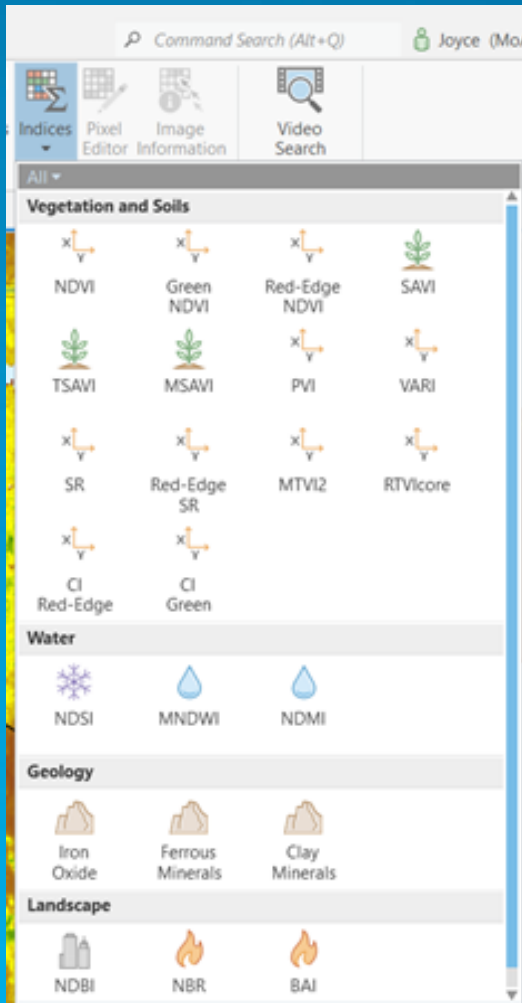 Command Search (Alt+Q)
Joyce (Mo
Indices
Pixel
Editor
Image
Information
Video
Search
All
Vegetation and Soils
NDVI
Green
NDVI
Red-Edge
NDVI
SAVI
TSAVI
MSAVI
PVI
VARI
SR
Red-Edge
SR
MTVI2
RTVIcore
CI
Red-Edge
CI
Green
Water
NDSI
MNDWI
NDMI
Geology
Iron
Oxide
Ferrous
Minerals
Clay
Minerals
Landscape
NDBI
NBR
BAI